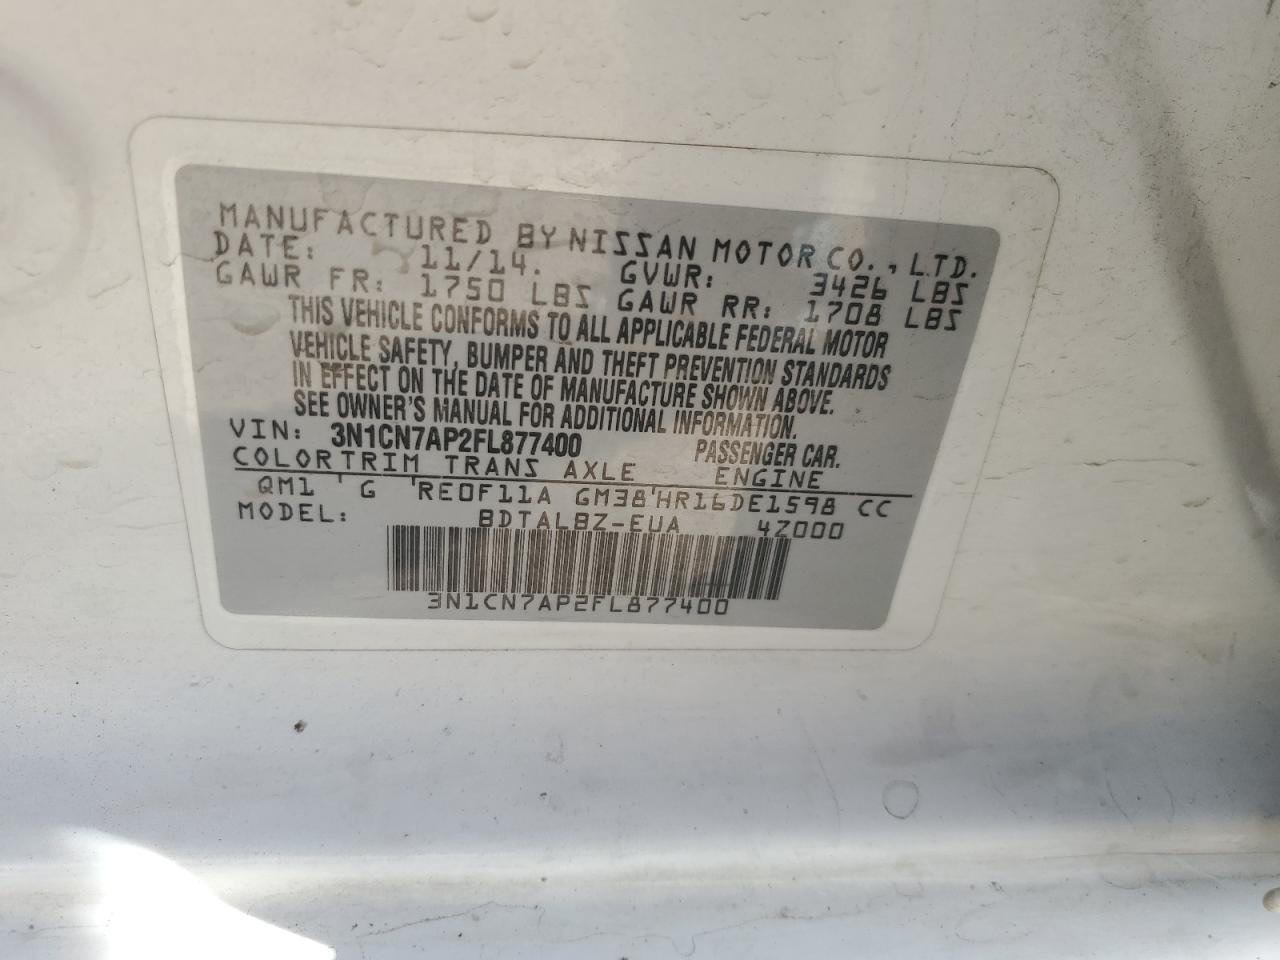 MANUFACTURED BY NISSAN MOTOR CO., LTD.
DATE: 11/14. GVWR: 3426 LBS
GAWR FR: 1750 LBS GAWR RR: 1708 LBS
THIS VEHICLE CONFORMS TO ALL APPLICABLE FEDERAL MOTOR
VEHICLE SAFETY, BUMPER AND THEFT PREVENTION STANDARDS
IN EFFECT ON THE DATE OF MANUFACTURE SHOWN ABOVE.
SEE OWNER'S MANUAL FOR ADDITIONAL INFORMATION.
VIN: 3N1CN7AP2FL877400 PASSENGER CAR.
COLORTRIM TRANS AXLE ENGINE
QM1 'G 'RE0F11A GM38'HR16DE1598 CC
MODEL: BDTALBZ-EUA 4Z000
3N1CN7AP2FL877400